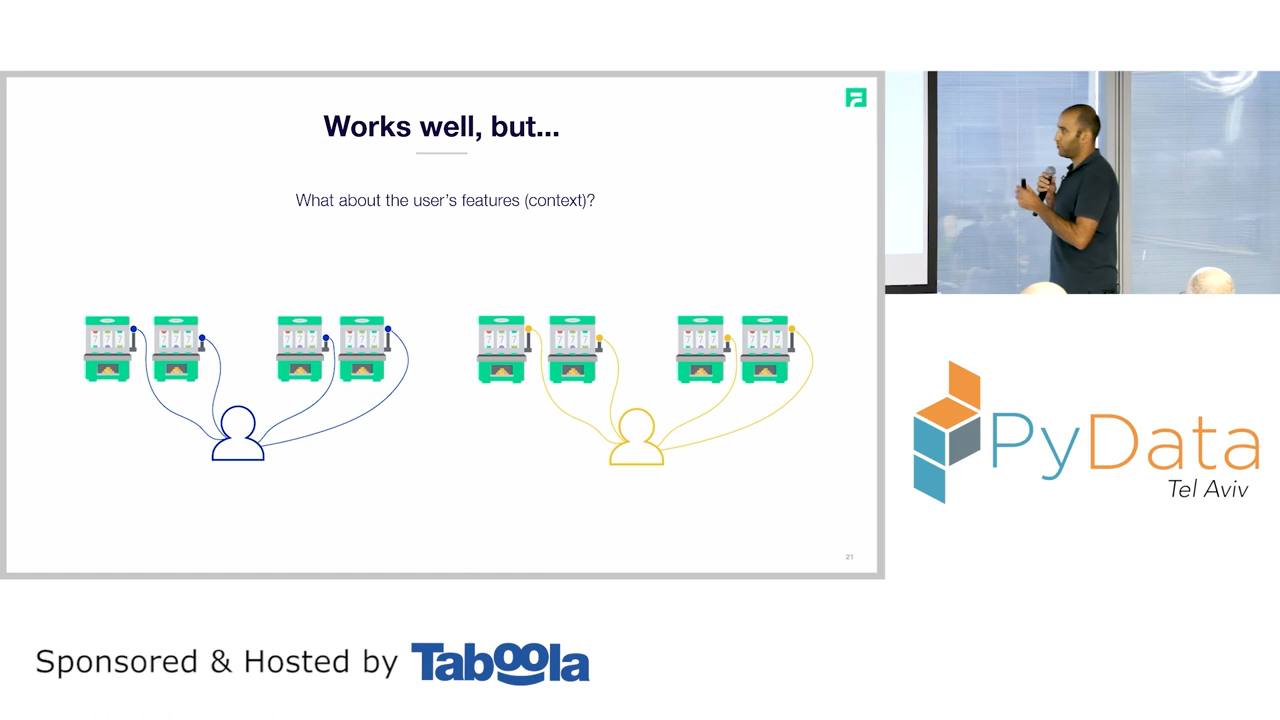 Works well, but...
What about the user's features (context)?
21
PyData
Tel Aviv
Sponsored & Hosted by Taboola